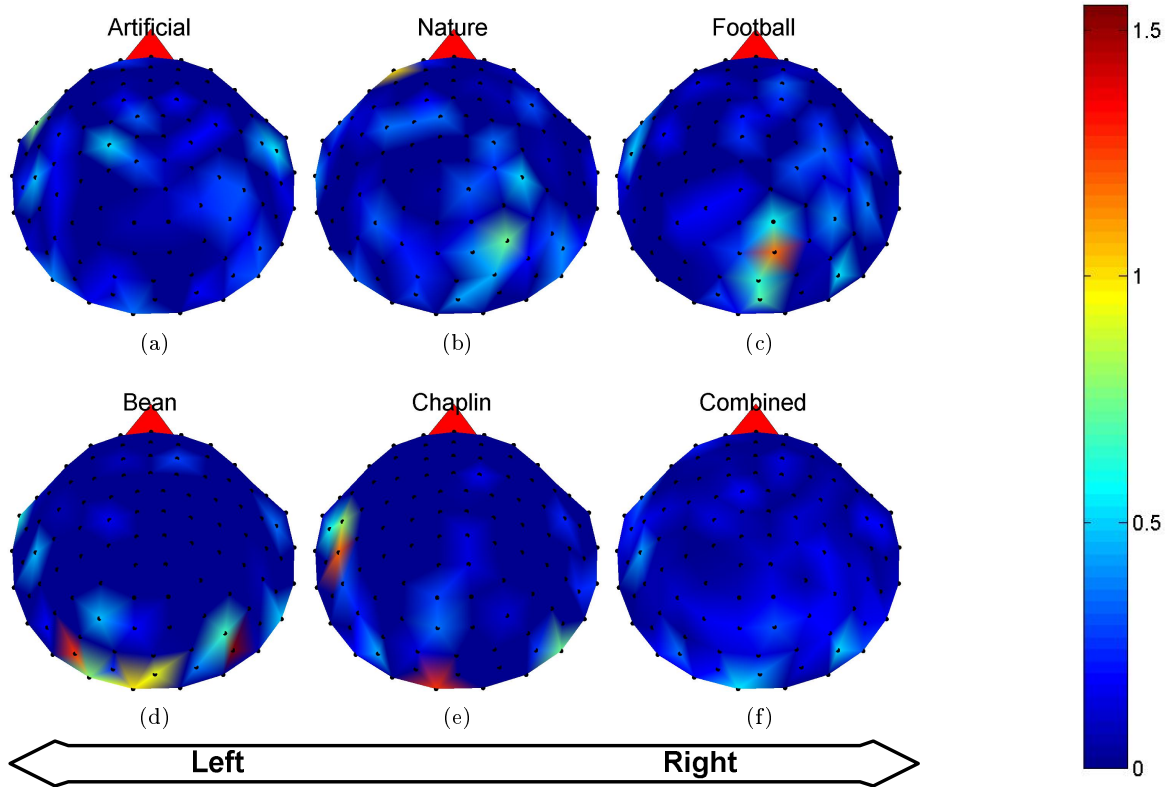 Artificial Nature Football
1.5
(a) (b) (c)
1
Bean Chaplin Combined
0.5
(d) (e) (f)
Left Right
0